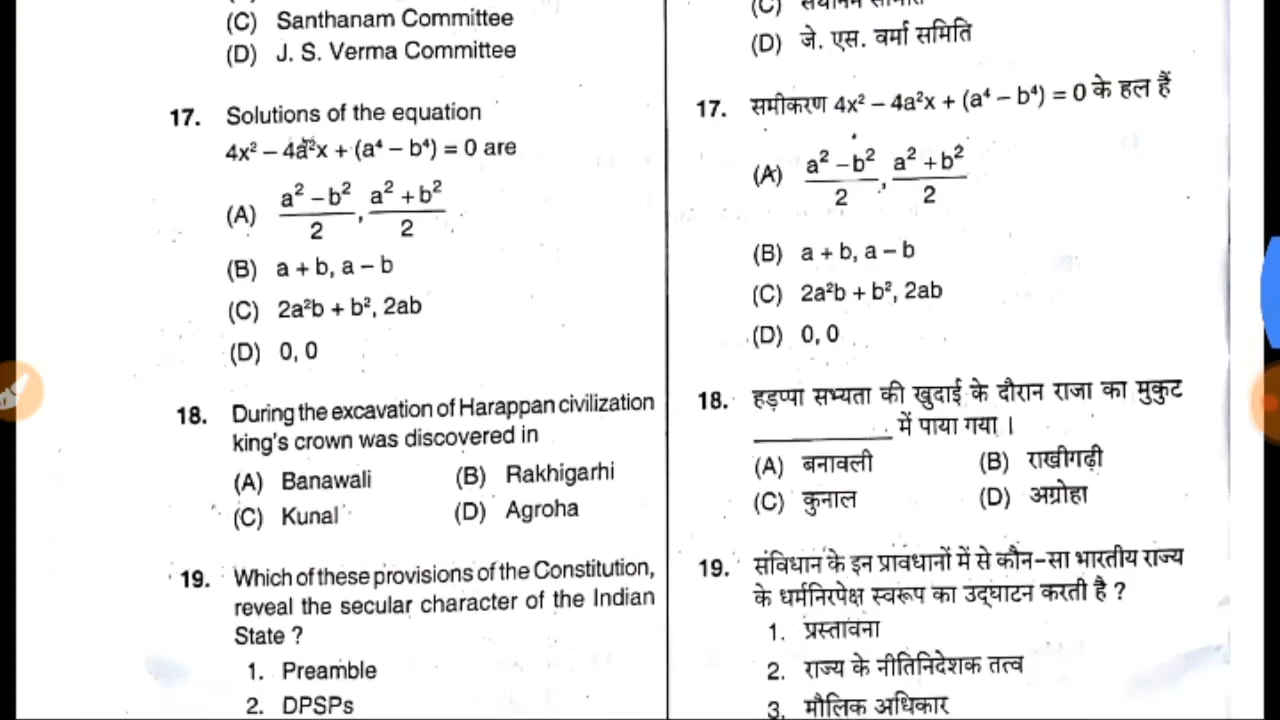 (C) Santhanam Committee
(D) J. S. Verma Committee
17. Solutions of the equation
4x² – 4a²x + (a⁴ – b⁴) = 0 are
(A) a² – b² / 2 , a² + b² / 2
(B) a + b, a – b
(C) 2a²b + b², 2ab
(D) 0, 0
18. During the excavation of Harappan civilization
king's crown was discovered in
(A) Banawali (B) Rakhigarhi
(C) Kunal (D) Agroha
19. Which of these provisions of the Constitution,
reveal the secular character of the Indian
State ?
1. Preamble
2. DPSPs
(C)
(D) जे. एस. वर्मा समिति
17. समीकरण 4x² – 4a²x + (a⁴ – b⁴) = 0 के हल हैं
(A) a² – b² / 2 , a² + b² / 2
(B) a + b, a – b
(C) 2a²b + b², 2ab
(D) 0, 0
18. हड़प्पा सभ्यता की खुदाई के दौरान राजा का मुकुट
____________ में पाया गया ।
(A) बनावली (B) राखीगढ़ी
(C) कुनाल (D) अग्रोहा
19. संविधान के इन प्रावधानों में से कौन-सा भारतीय राज्य
के धर्मनिरपेक्ष स्वरूप का उद्घाटन करती है ?
1. प्रस्तावना
2. राज्य के नीतिनिदेशक तत्व
3. मौलिक अधिकार